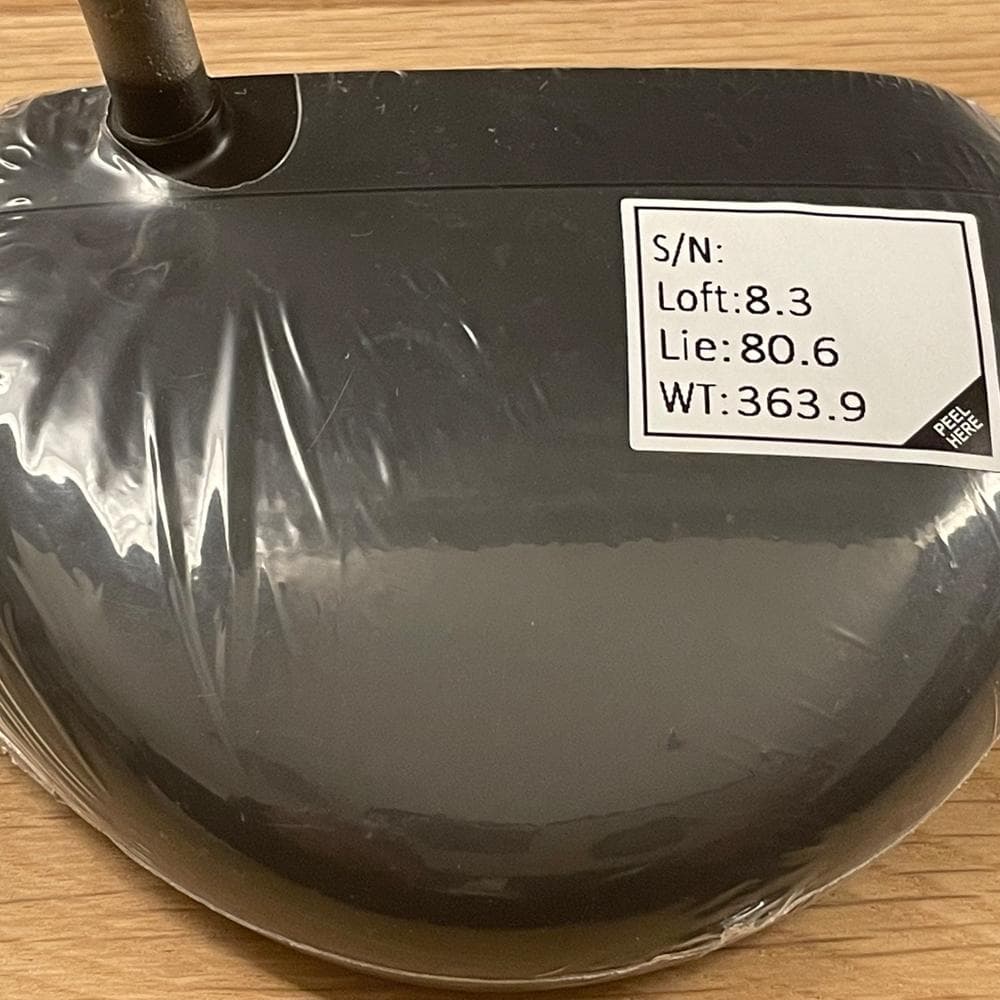 S/N:
Loft:8.3
Lie:80.6
WT:363.9
PEEL
HERE